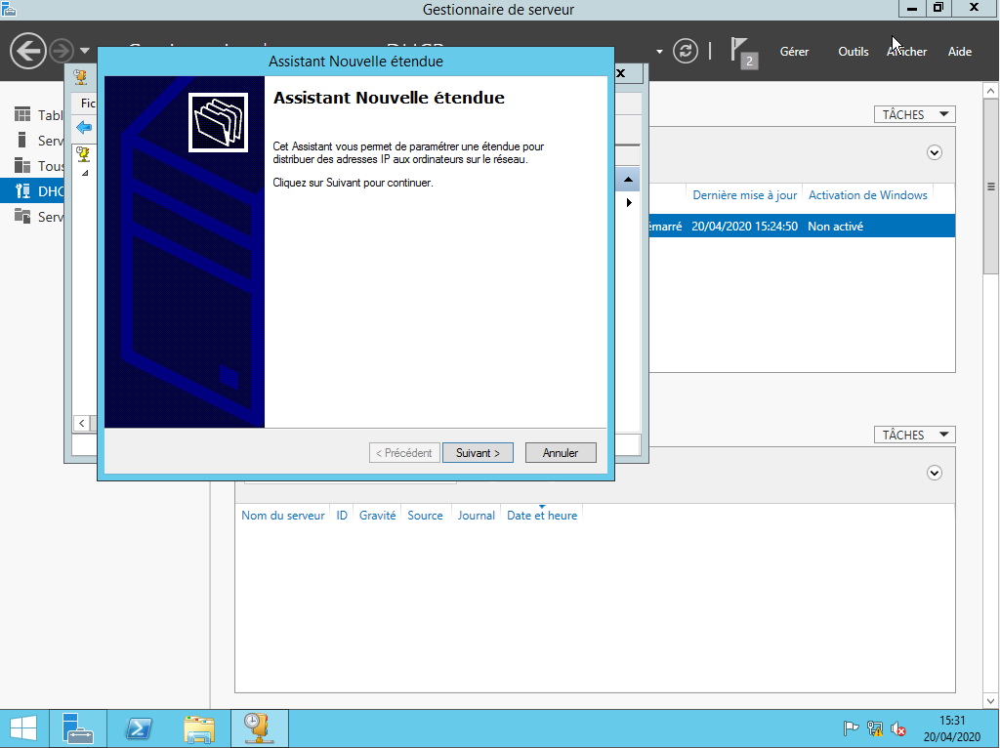 Gestionnaire de serveur
2
Gérer
Outils
Afficher
Aide
Assistant Nouvelle étendue
Fic
Tabl
Serv
Tous
DHC
Serv
Assistant Nouvelle étendue
Cet Assistant vous permet de paramétrer une étendue pour
distribuer des adresses IP aux ordinateurs sur le réseau.
Cliquez sur Suivant pour continuer.
< Précédent
Suivant >
Annuler
TÂCHES
Dernière mise à jour
Activation de Windows
émarré
20/04/2020 15:24:50
Non activé
TÂCHES
Nom du serveur
ID
Gravité
Source
Journal
Date et heure
15:31
20/04/2020